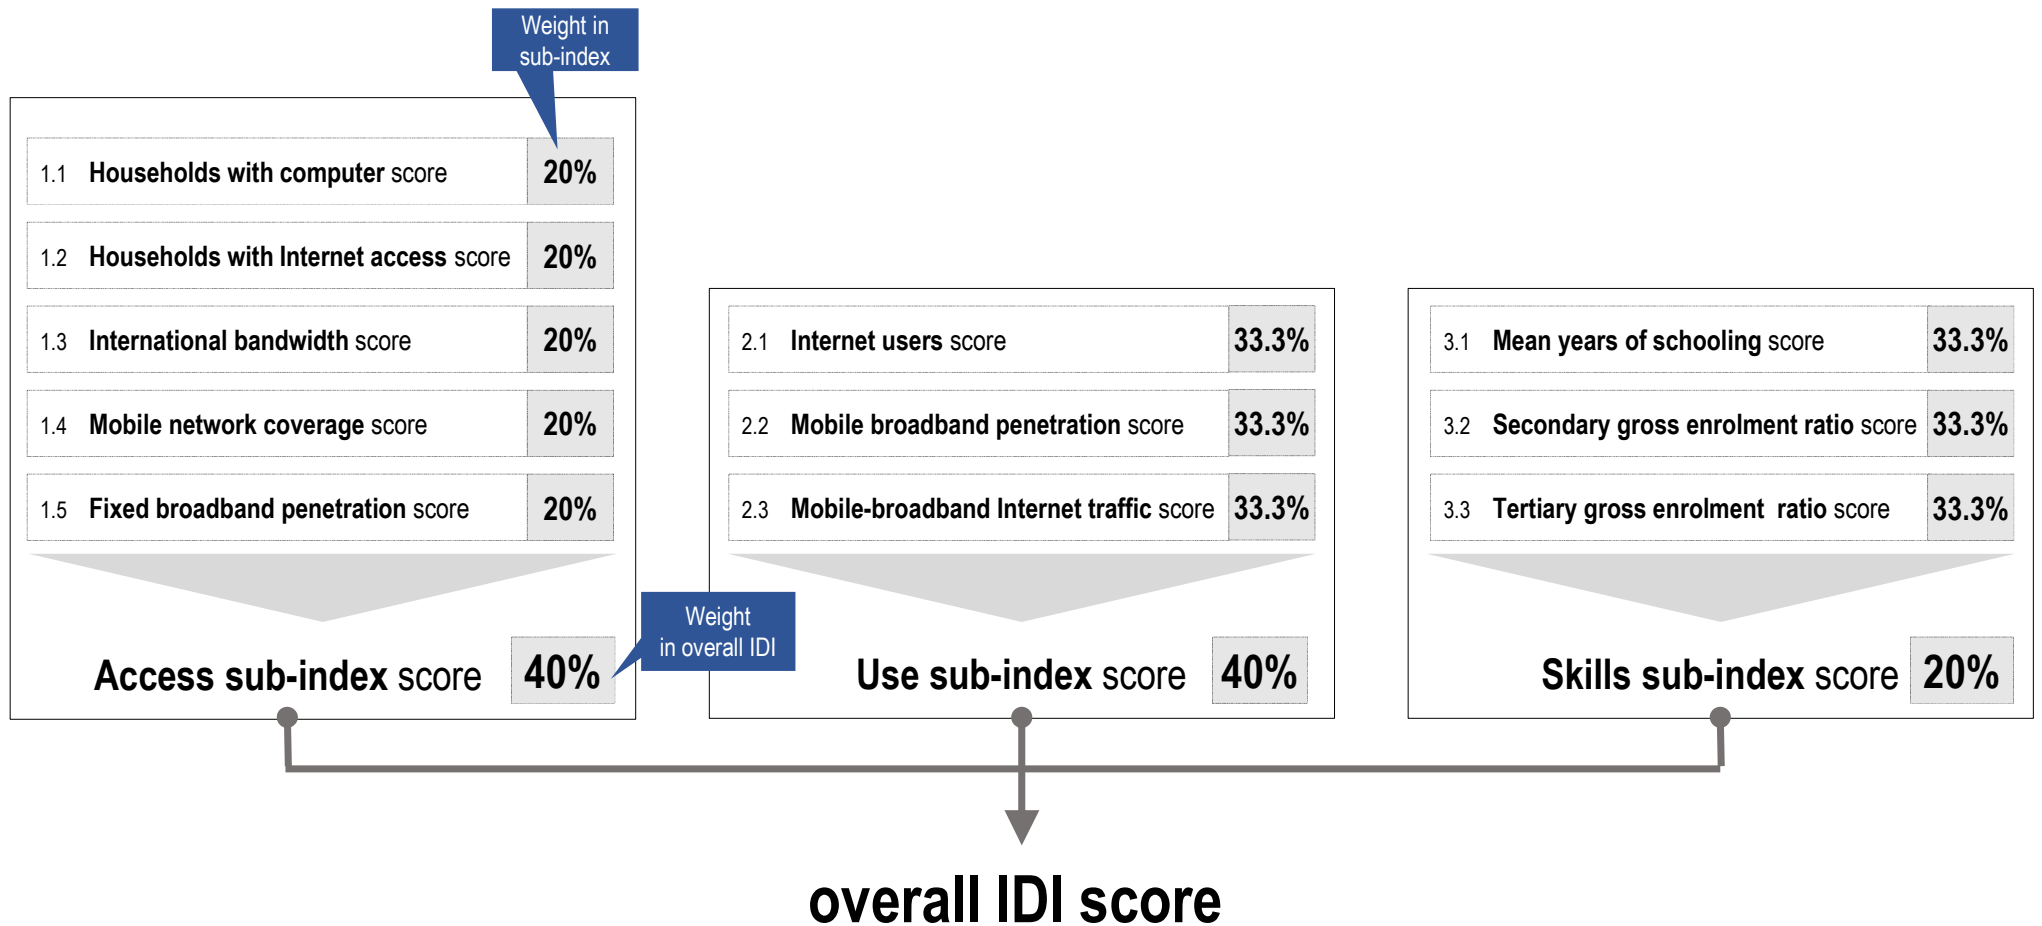 Weight in
sub-index
1.1 Households with computer score 20%
1.2 Households with Internet access score 20%
1.3 International bandwidth score 20%
1.4 Mobile network coverage score 20%
1.5 Fixed broadband penetration score 20%
Weight
in overall IDI
Access sub-index score 40%
2.1 Internet users score 33.3%
2.2 Mobile broadband penetration score 33.3%
2.3 Mobile-broadband Internet traffic score 33.3%
Use sub-index score 40%
3.1 Mean years of schooling score 33.3%
3.2 Secondary gross enrolment ratio score 33.3%
3.3 Tertiary gross enrolment ratio score 33.3%
Skills sub-index score 20%
overall IDI score